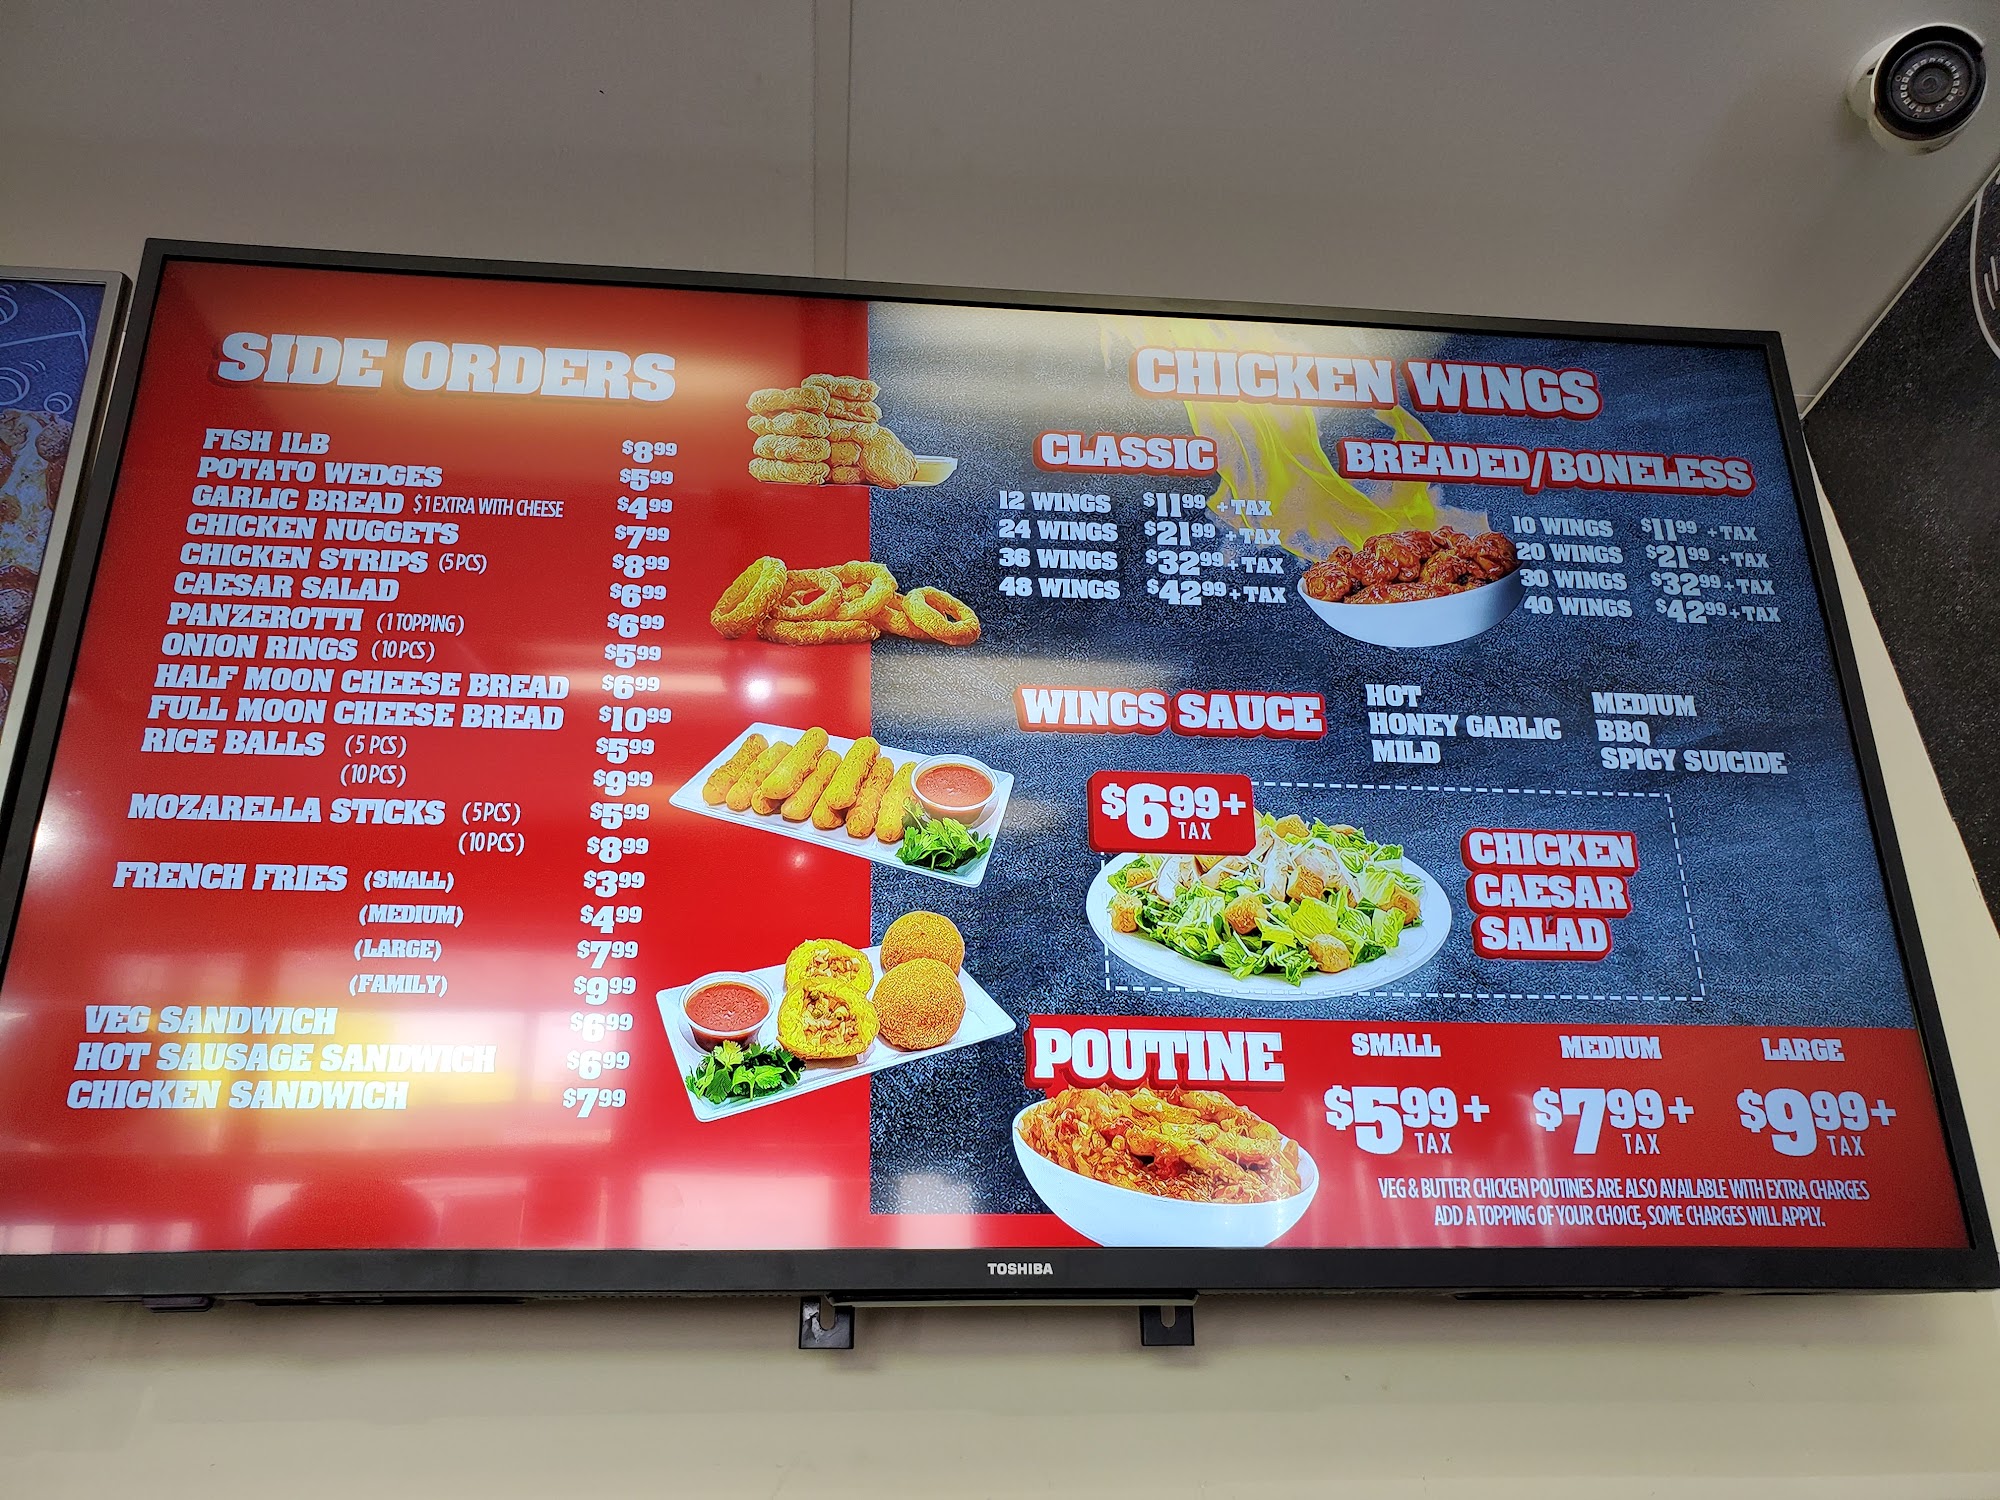 SIDE ORDERS
FISH 1LB $8.99
POTATO WEDGES $5.99
GARLIC BREAD $1 EXTRA WITH CHEESE $4.99
CHICKEN NUGGETS $7.99
CHICKEN STRIPS (5 PCS) $8.99
CAESAR SALAD $6.99
PANZEROTTI (1 TOPPING) $6.99
ONION RINGS (10 PCS) $5.99
HALF MOON CHEESE BREAD $6.99
FULL MOON CHEESE BREAD $10.99
RICE BALLS (5 PCS) $5.99
(10 PCS) $9.99
MOZARELLA STICKS (5 PCS) $5.99
(10 PCS) $8.99
FRENCH FRIES (SMALL) $3.99
(MEDIUM) $4.99
(LARGE) $7.99
(FAMILY) $9.99
VEG SANDWICH $6.99
HOT SAUSAGE SANDWICH $6.99
CHICKEN SANDWICH $7.99
CHICKEN WINGS
CLASSIC
12 WINGS $11.99 + TAX
24 WINGS $21.99 + TAX
36 WINGS $32.99 + TAX
48 WINGS $42.99 + TAX
BREADED/BONELESS
10 WINGS $11.99 + TAX
20 WINGS $21.99 + TAX
30 WINGS $32.99 + TAX
40 WINGS $42.99 + TAX
WINGS SAUCE
HOT
HONEY GARLIC
MILD
MEDIUM
BBQ
SPICY SUICIDE
$6.99+
TAX
CHICKEN
CAESAR
SALAD
POUTINE
SMALL MEDIUM LARGE
$5.99+ $7.99+ $9.99+
TAX TAX TAX
VEG & BUTTER CHICKEN POUTINES ARE ALSO AVAILABLE WITH EXTRA CHARGES
ADD A TOPPING OF YOUR CHOICE, SOME CHARGES WILL APPLY.
TOSHIBA